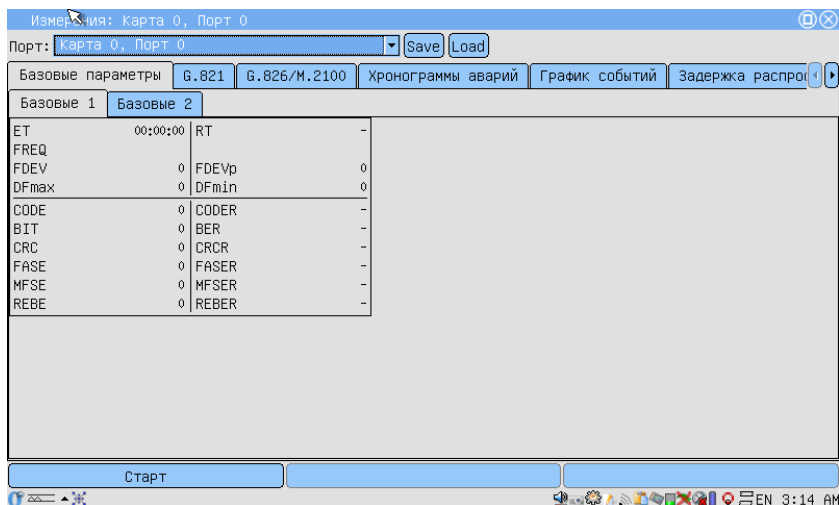 Измерения: Карта 0, Порт 0
Порт: Карта 0, Порт 0 Save Load
Базовые параметры G.821 G.826/M.2100 Хронограммы аварий График событий Задержка распро
Базовые 1 Базовые 2
ET 00:00:00 RT -
FREQ
FDEV 0 FDEVp 0
DFmax 0 DFmin 0
CODE 0 CODER -
BIT 0 BER -
CRC 0 CRCR -
FASE 0 FASER -
MFSE 0 MFSER -
REBE 0 REBER -
Старт
EN 3:14 AM